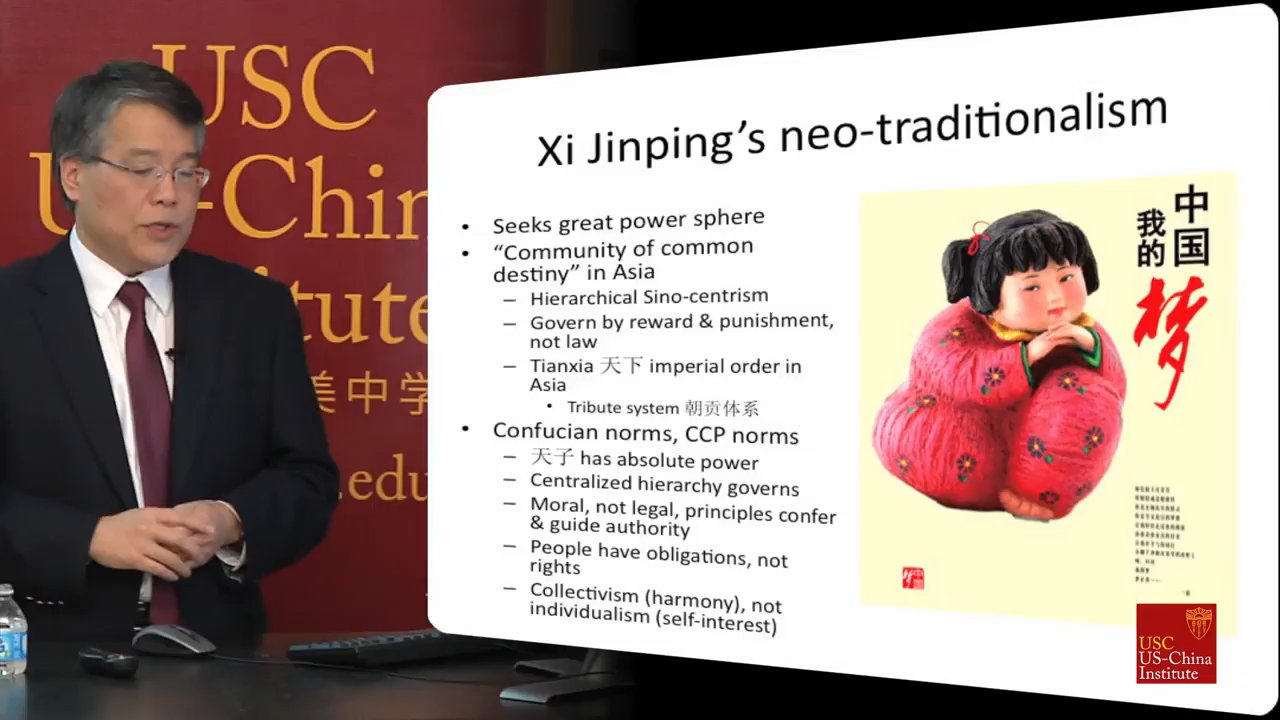 USC
US-Chin
itute
美中学
.edu
Xi Jinping's neo-traditionalism
• Seeks great power sphere
• “Community of common
destiny” in Asia
– Hierarchical Sino-centrism
– Govern by reward & punishment,
not law
– Tianxia 天下 imperial order in
Asia
• Tribute system 朝贡体系
• Confucian norms, CCP norms
– 天子 has absolute power
– Centralized hierarchy governs
– Moral, not legal, principles confer
& guide authority
– People have obligations, not
rights
– Collectivism (harmony), not
individualism (self-interest)
中国
我的
梦
USC
US-China
Institute